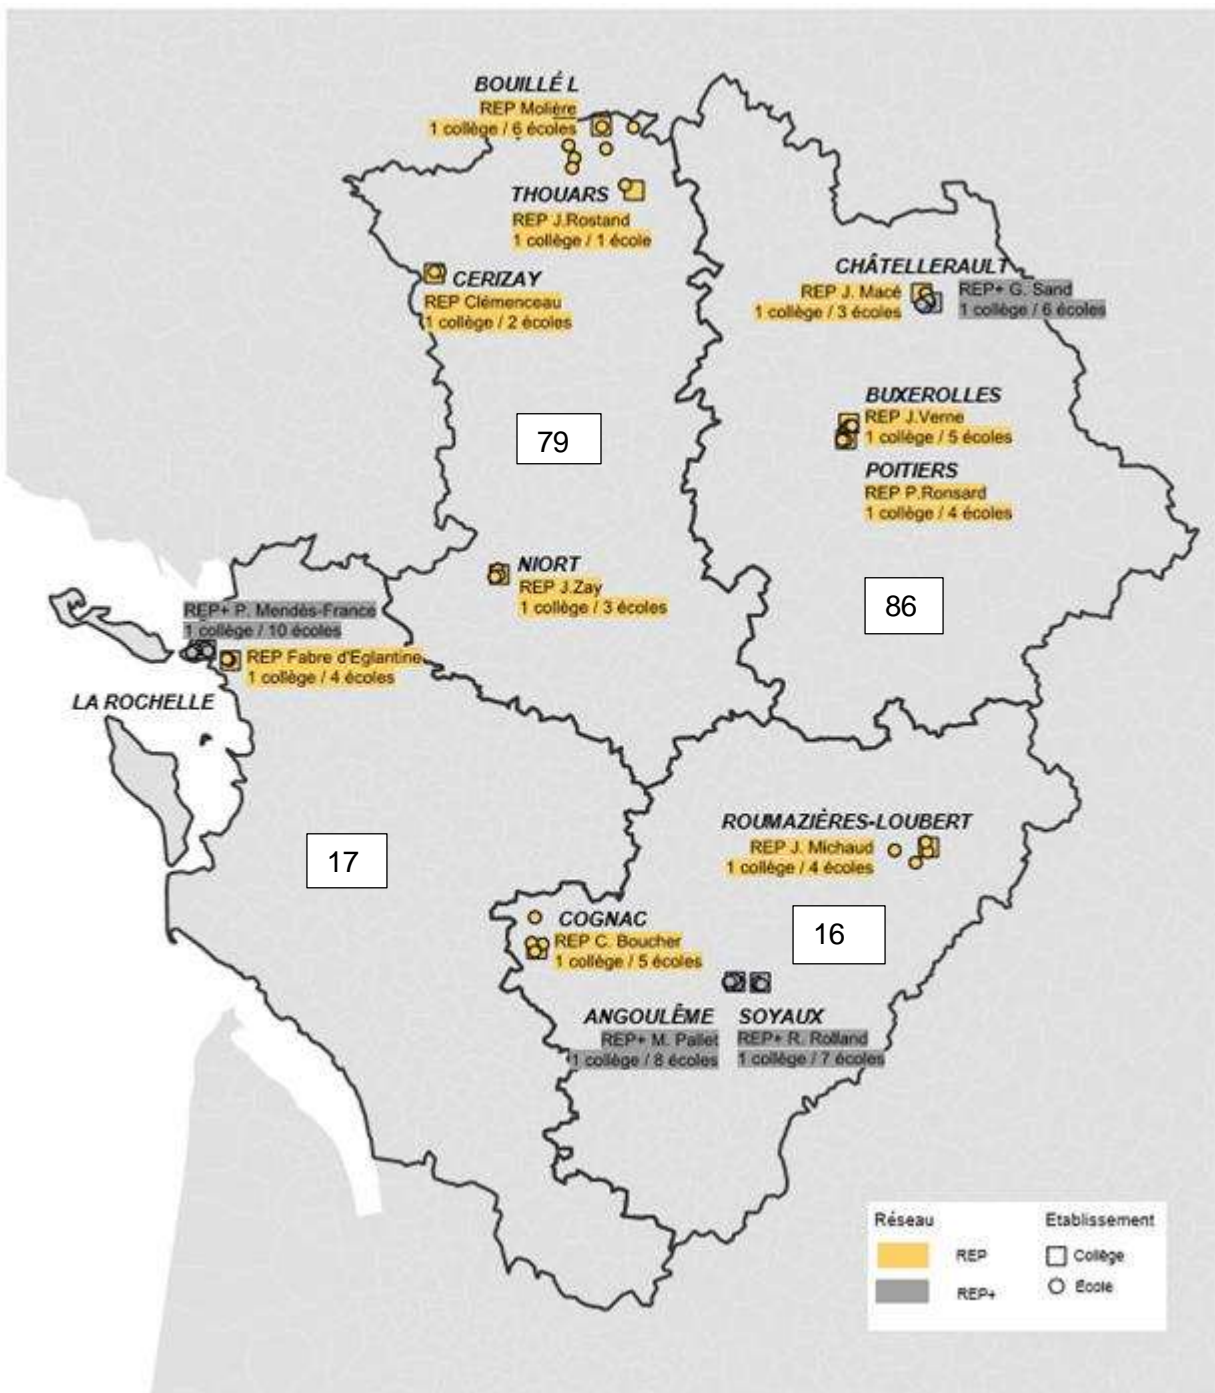 BOUILLÉ L
REP Molière
1 collège / 6 écoles
THOUARS
REP J.Rostand
1 collège / 1 école
CERIZAY
REP Clémenceau
1 collège / 2 écoles
CHÂTELLERAULT
REP J. Macé
1 collège / 3 écoles
REP+ G. Sand
1 collège / 6 écoles
BUXEROLLES
REP J.Verne
1 collège / 5 écoles
79
POITIERS
REP P.Ronsard
1 collège / 4 écoles
NIORT
REP J.Zay
1 collège / 3 écoles
86
REP+ P. Mendès-France
1 collège / 10 écoles
REP Fabre d'Eglantine
1 collège / 4 écoles
LA ROCHELLE
ROUMAZIÈRES-LOUBERT
REP J. Michaud
1 collège / 4 écoles
17
COGNAC
REP C. Boucher
1 collège / 5 écoles
16
ANGOULÊME
REP+ M. Pallet
1 collège / 8 écoles
SOYAUX
REP+ R. Rolland
1 collège / 7 écoles
Réseau
REP
REP+
Etablissement
Collège
École